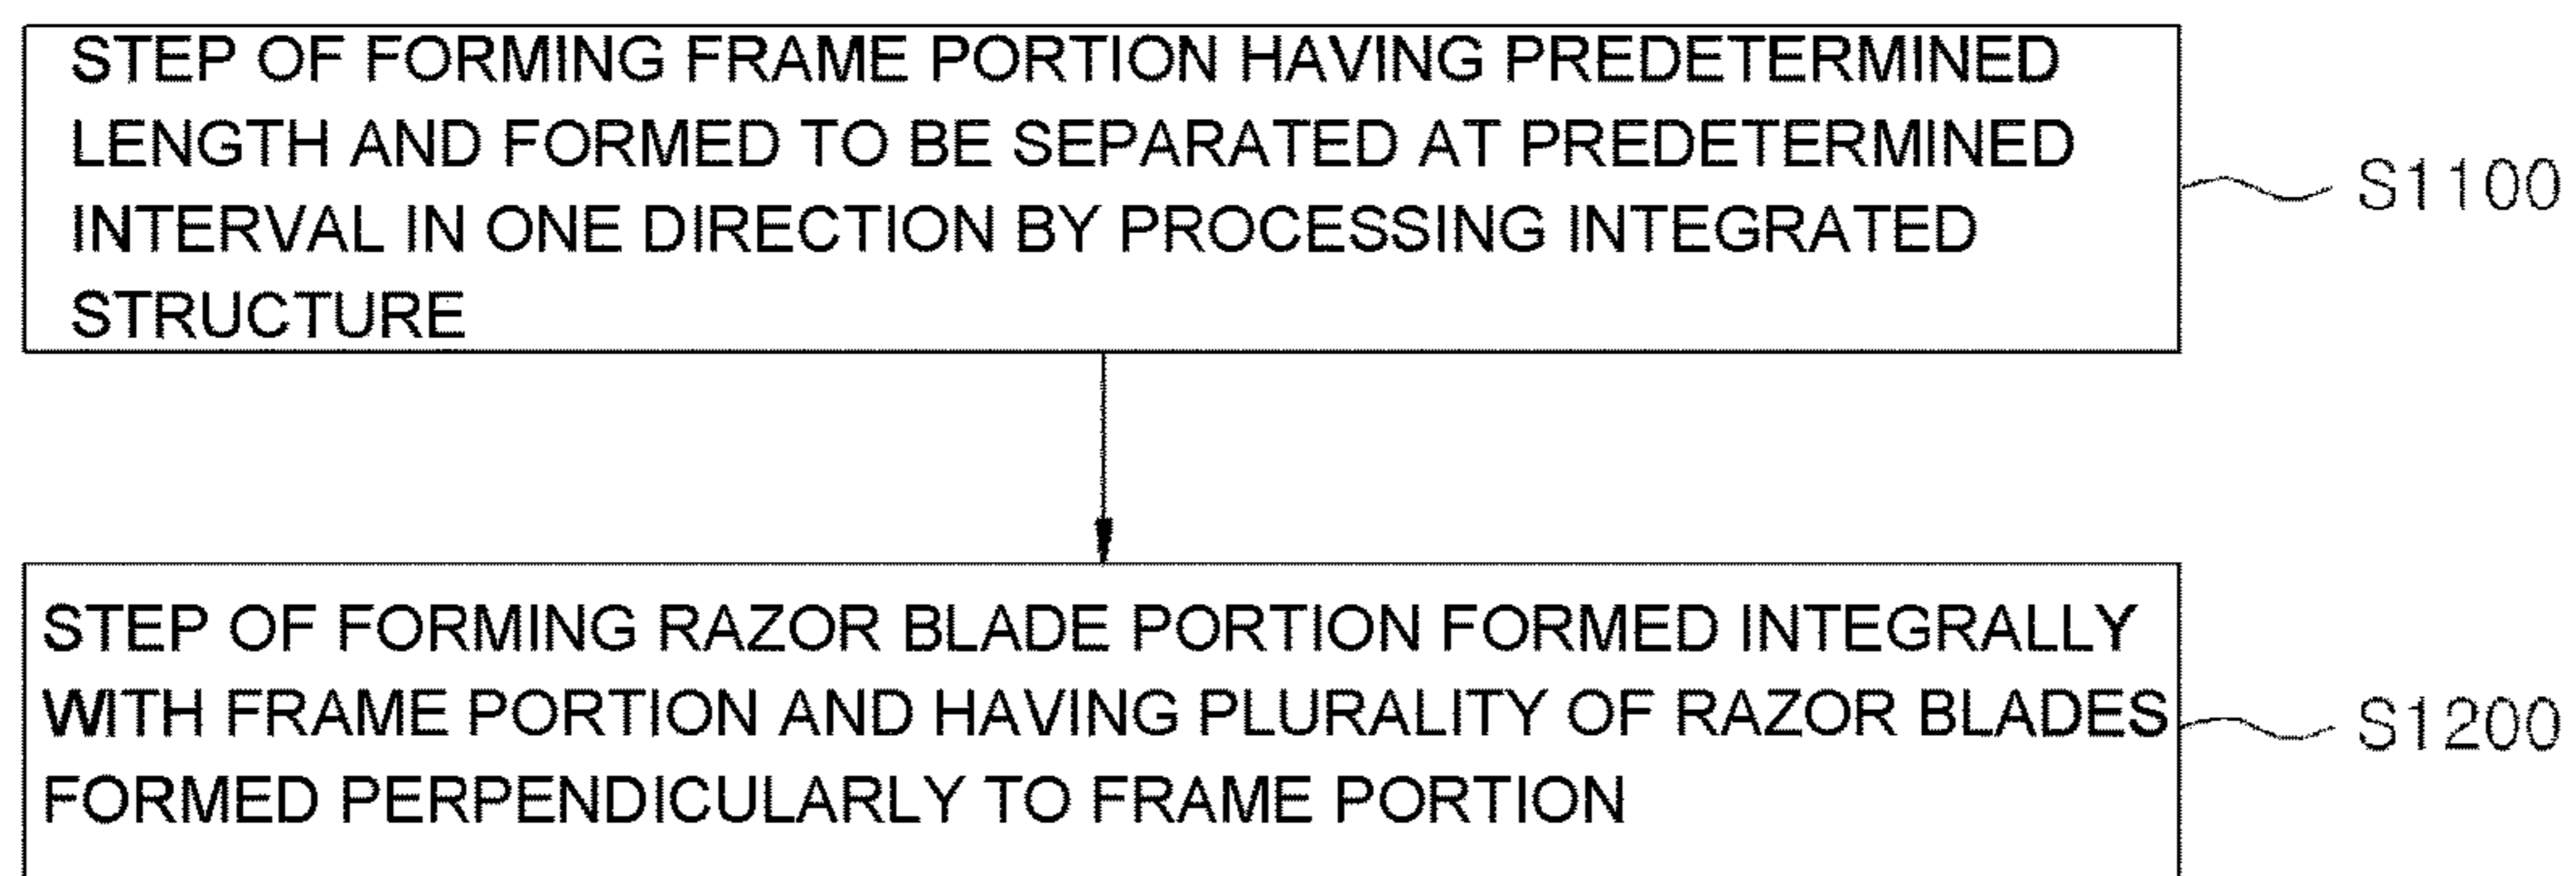 STEP OF FORMING FRAME PORTION HAVING PREDETERMINED
LENGTH AND FORMED TO BE SEPARATED AT PREDETERMINED
INTERVAL IN ONE DIRECTION BY PROCESSING INTEGRATED
STRUCTURE
S1100
STEP OF FORMING RAZOR BLADE PORTION FORMED INTEGRALLY
WITH FRAME PORTION AND HAVING PLURALITY OF RAZOR BLADES
FORMED PERPENDICULARLY TO FRAME PORTION
S1200